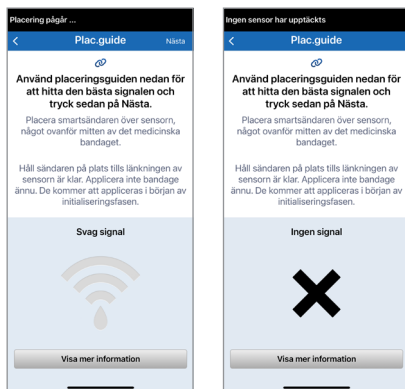 Placering pågår ...
Plac.guide
Nästa
Använd placeringsguiden nedan för
att hitta den bästa signalen och
tryck sedan på Nästa.
Placera smartsändaren över sensorn,
något ovanför mitten av det medicinska
bandaget.
Håll sändaren på plats tills länkningen av
sensorn är klar. Applicera inte bandage
ännu. De kommer att appliceras i början av
initialiseringsfasen.
Svag signal
Visa mer information
Ingen sensor har upptäckts
Plac.guide
Använd placeringsguiden nedan för
att hitta den bästa signalen och
tryck sedan på Nästa.
Placera smartsändaren över sensorn,
något ovanför mitten av det medicinska
bandaget.
Håll sändaren på plats tills länkningen av
sensorn är klar. Applicera inte bandage
ännu. De kommer att appliceras i början av
initialiseringsfasen.
Ingen signal
Visa mer information